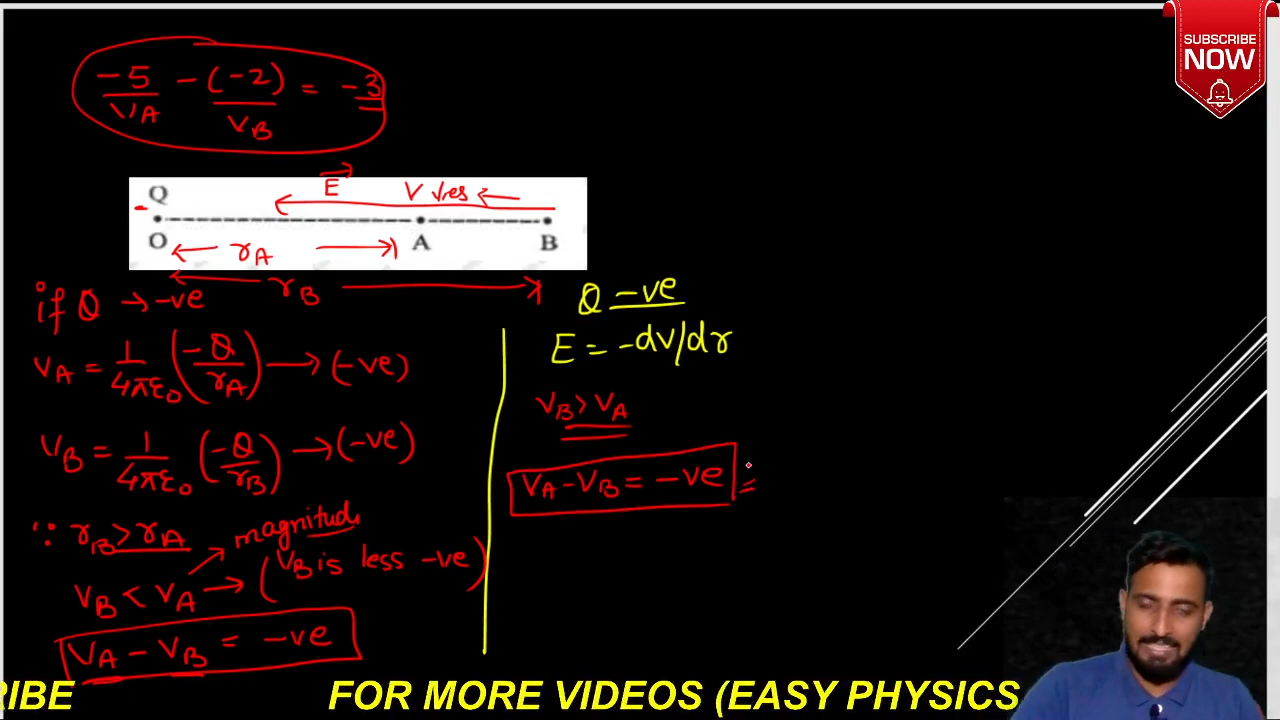 SUBSCRIBE
NOW
-5/VA - (-2)/VB = -3
Q E V
- O rA A B
rB
if Q → -ve
VA = 1/4πε0 (-Q/rA) → (-ve)
VB = 1/4πε0 (-Q/rB) → (-ve)
∵ rB > rA
magnitude
VB < VA → (VB is less -ve)
VA - VB = -ve
Q -ve
E = -dV/dr
VB > VA
VA - VB = -ve
RIBE FOR MORE VIDEOS (EASY PHYSICS